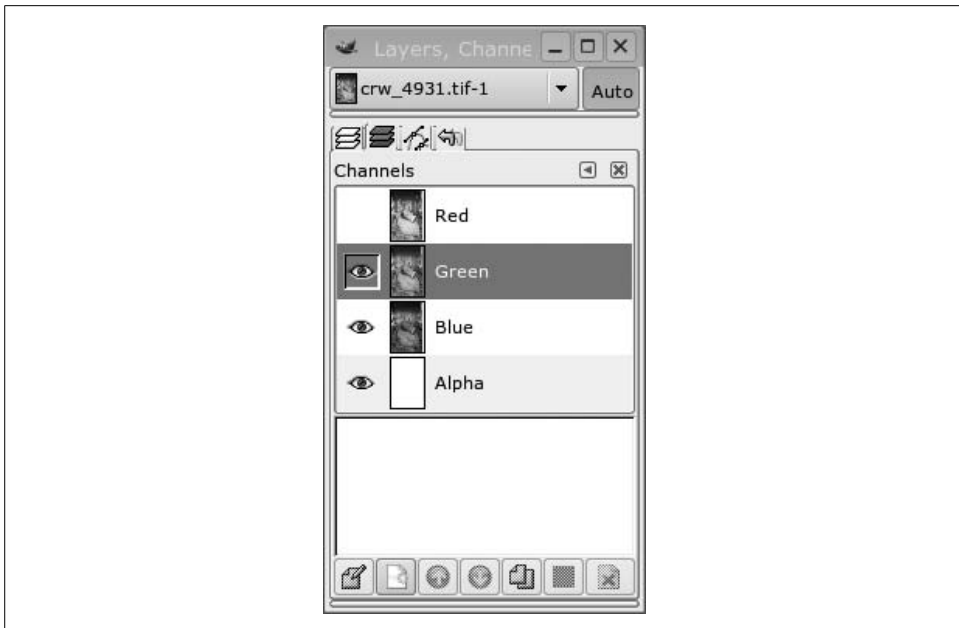 Layers, Channe
crw_4931.tif-1
Auto
Channels
Red
Green
Blue
Alpha